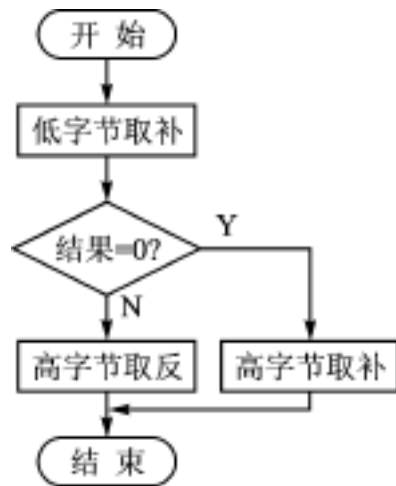 开 始
低字节取补
结果=0?
Y
N
高字节取反
高字节取补
结 束